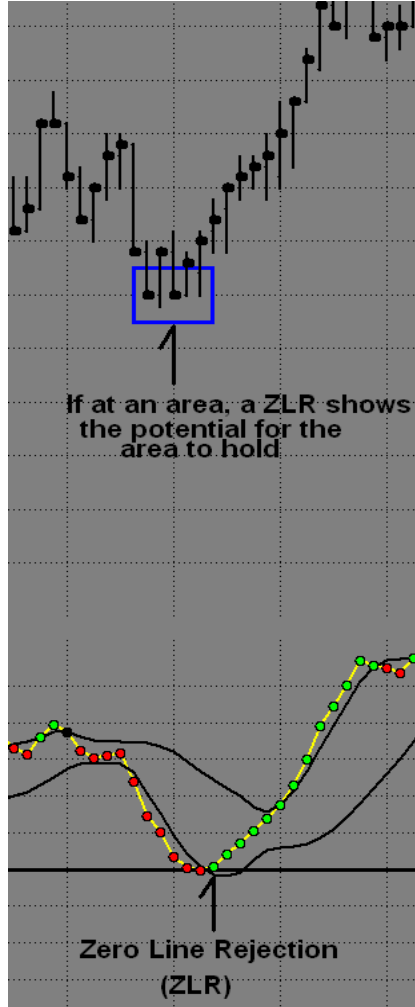 If at an area, a ZLR shows
the potential for the
area to hold
Zero Line Rejection
(ZLR)